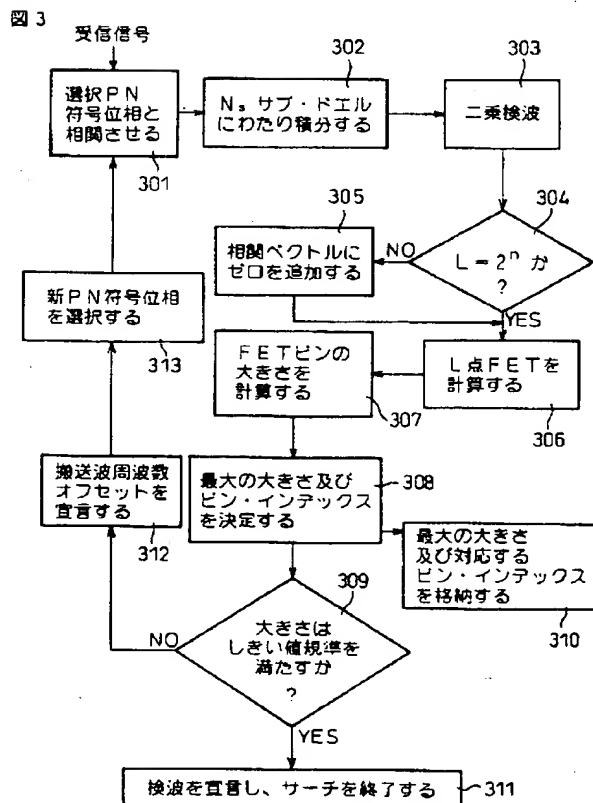 図3
受信信号
選択PN
符号位相と
相関させる
301
302
Nsサブ・ドエル
にわたり積分する
303
二乗検波
304
L=2ⁿか
?
NO
YES
305
相関ベクトルに
ゼロを追加する
L点FETを
計算する
306
FETビンの
大きさを
計算する
307
最大の大きさ及び
ビン・インデックス
を決定する
308
最大の大きさ
及び対応する
ビン・インデックス
を格納する
310
309
大きさは
しきい値規準を
満たすか
?
NO
YES
検波を宣言し、サーチを終了する
311
搬送波周波数
オフセットを
宣言する
312
新PN符号位相
を選択する
313